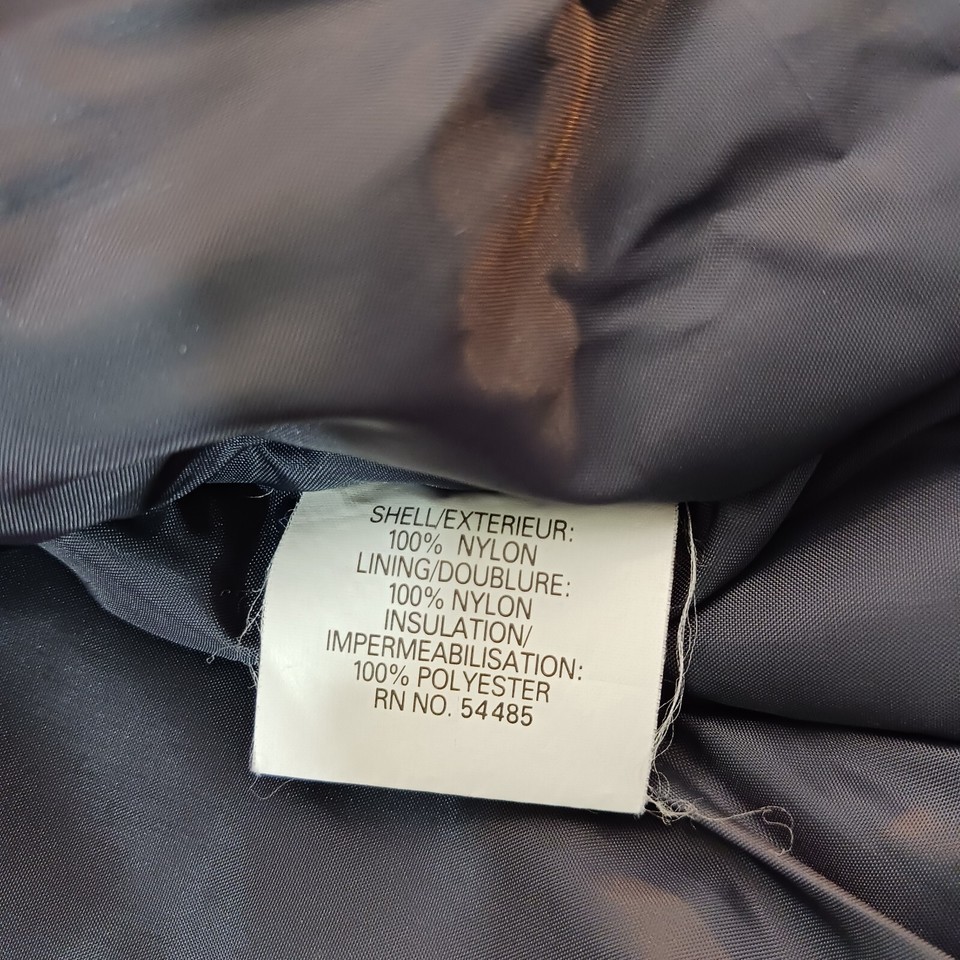 SHELL/EXTERIEUR:
100% NYLON
LINING/DOUBLURE:
100% NYLON
INSULATION/
IMPERMEABILISATION:
100% POLYESTER
RN NO. 54485